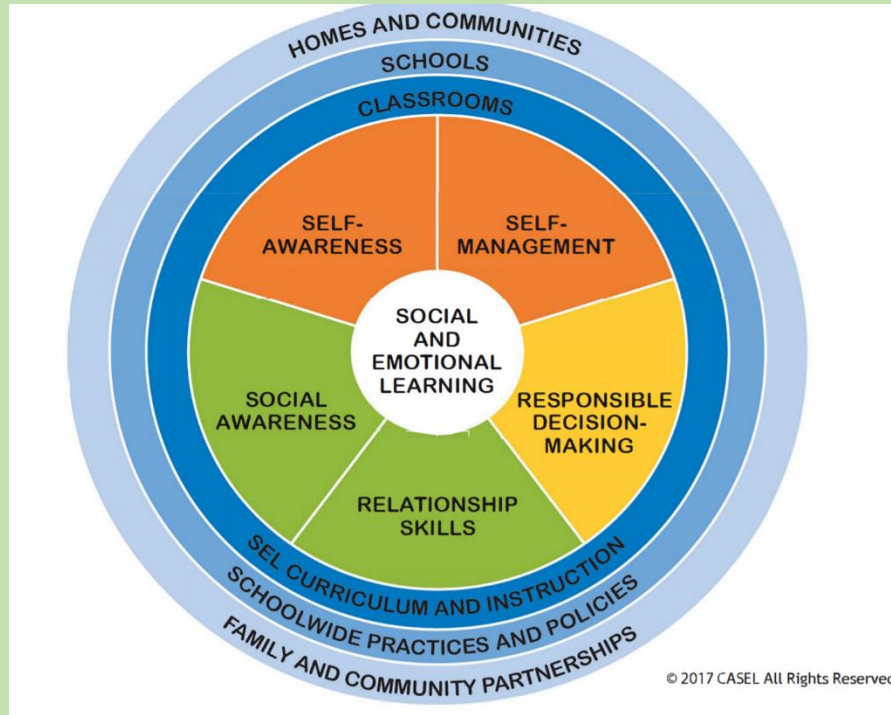 HOMES AND COMMUNITIES
SCHOOLS
CLASSROOMS
SELF-
AWARENESS
SELF-
MANAGEMENT
SOCIAL
AND
EMOTIONAL
LEARNING
SOCIAL
AWARENESS
RESPONSIBLE
DECISION-
MAKING
RELATIONSHIP
SKILLS
SEL CURRICULUM AND INSTRUCTION
SCHOOLWIDE PRACTICES AND POLICIES
FAMILY AND COMMUNITY PARTNERSHIPS
© 2017 CASEL All Rights Reserved